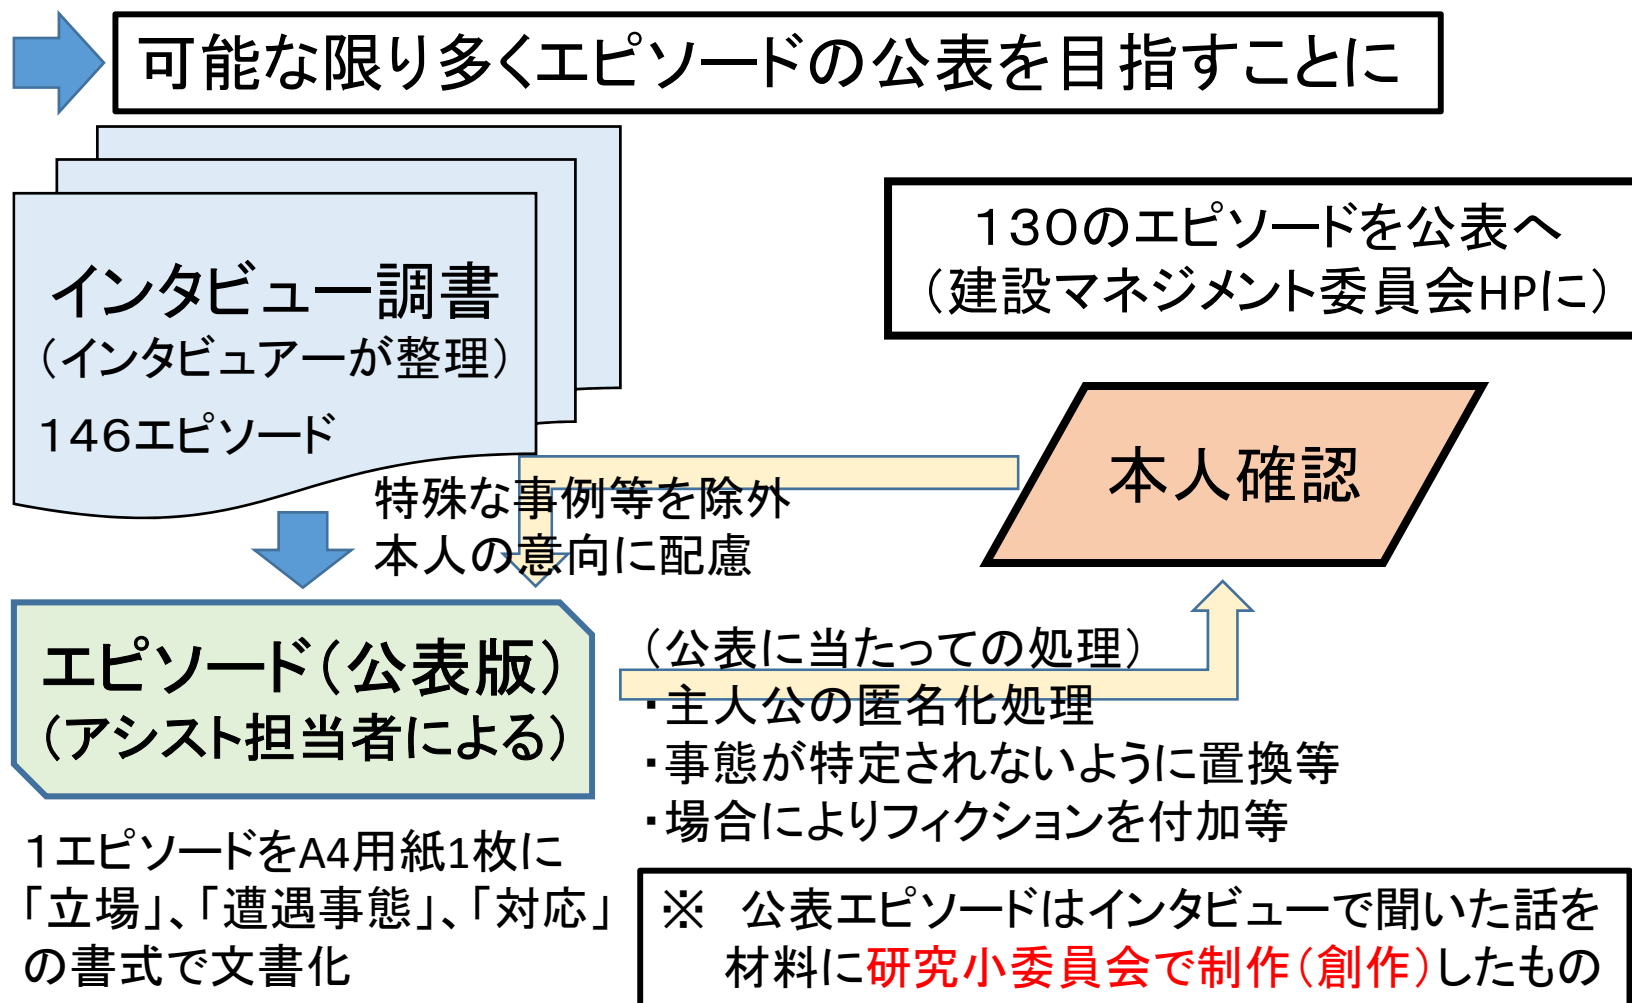 可能な限り多くエピソードの公表を目指すことに
インタビュー調書
（インタビュアーが整理）
１４６エピソード
１３０のエピソードを公表へ
（建設マネジメント委員会HPに）
本人確認
特殊な事例等を除外
本人の意向に配慮
エピソード（公表版）
（アシスト担当者による）
（公表に当たっての処理）
・主人公の匿名化処理
・事態が特定されないように置換等
・場合によりフィクションを付加等
１エピソードをA4用紙1枚に
「立場」、「遭遇事態」、「対応」
の書式で文書化
※　公表エピソードはインタビューで聞いた話を
材料に研究小委員会で制作（創作）したもの